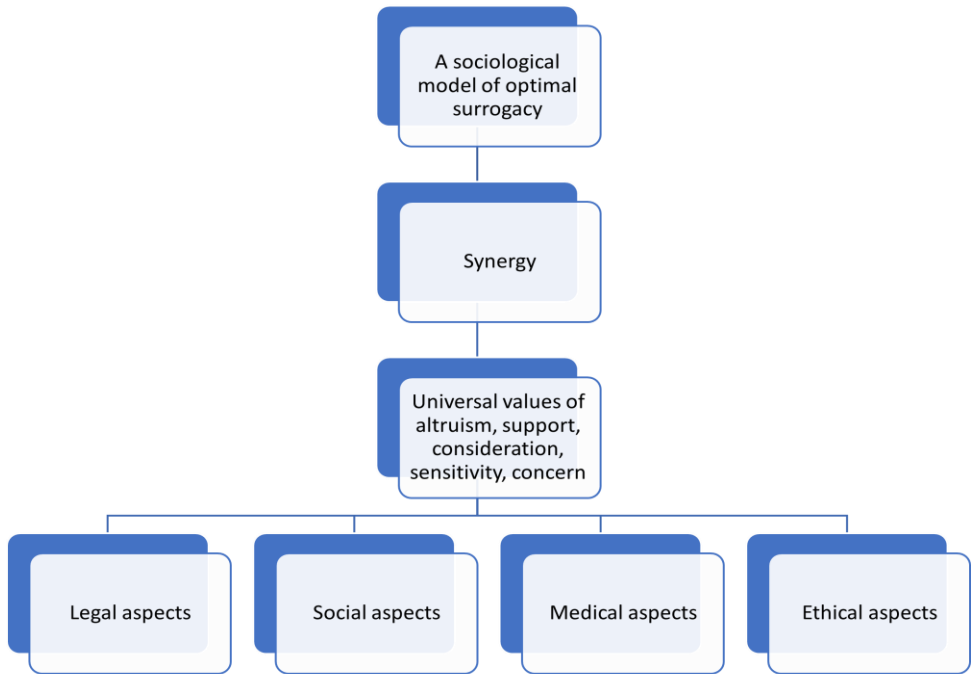 A sociological
model of optimal
surrogacy
Synergy
Universal values of
altruism, support,
consideration,
sensitivity, concern
Legal aspects
Social aspects
Medical aspects
Ethical aspects